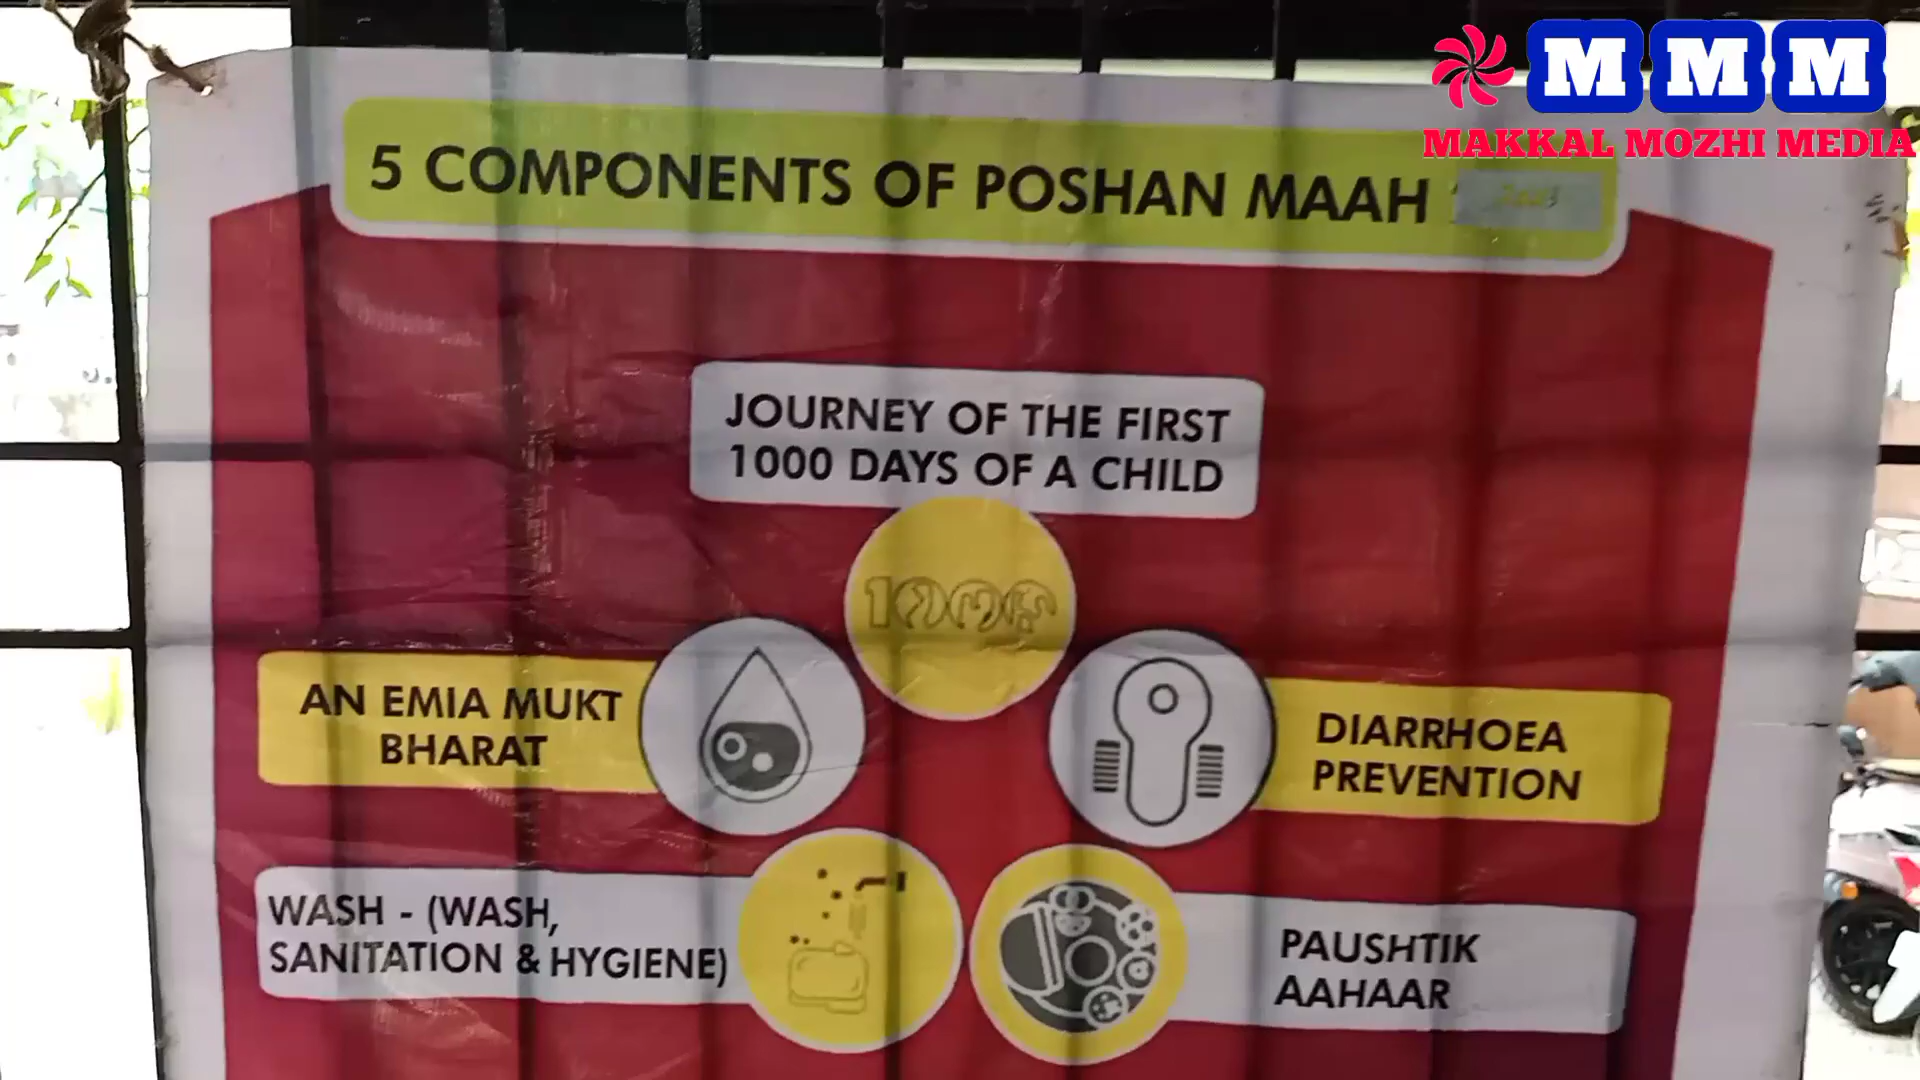 M M M
MAKKAL MOZHI MEDIA
5 COMPONENTS OF POSHAN MAAH
JOURNEY OF THE FIRST
1000 DAYS OF A CHILD
AN EMIA MUKT
BHARAT
DIARRHOEA
PREVENTION
WASH - (WASH,
SANITATION & HYGIENE)
PAUSHTIK
AAHAAR